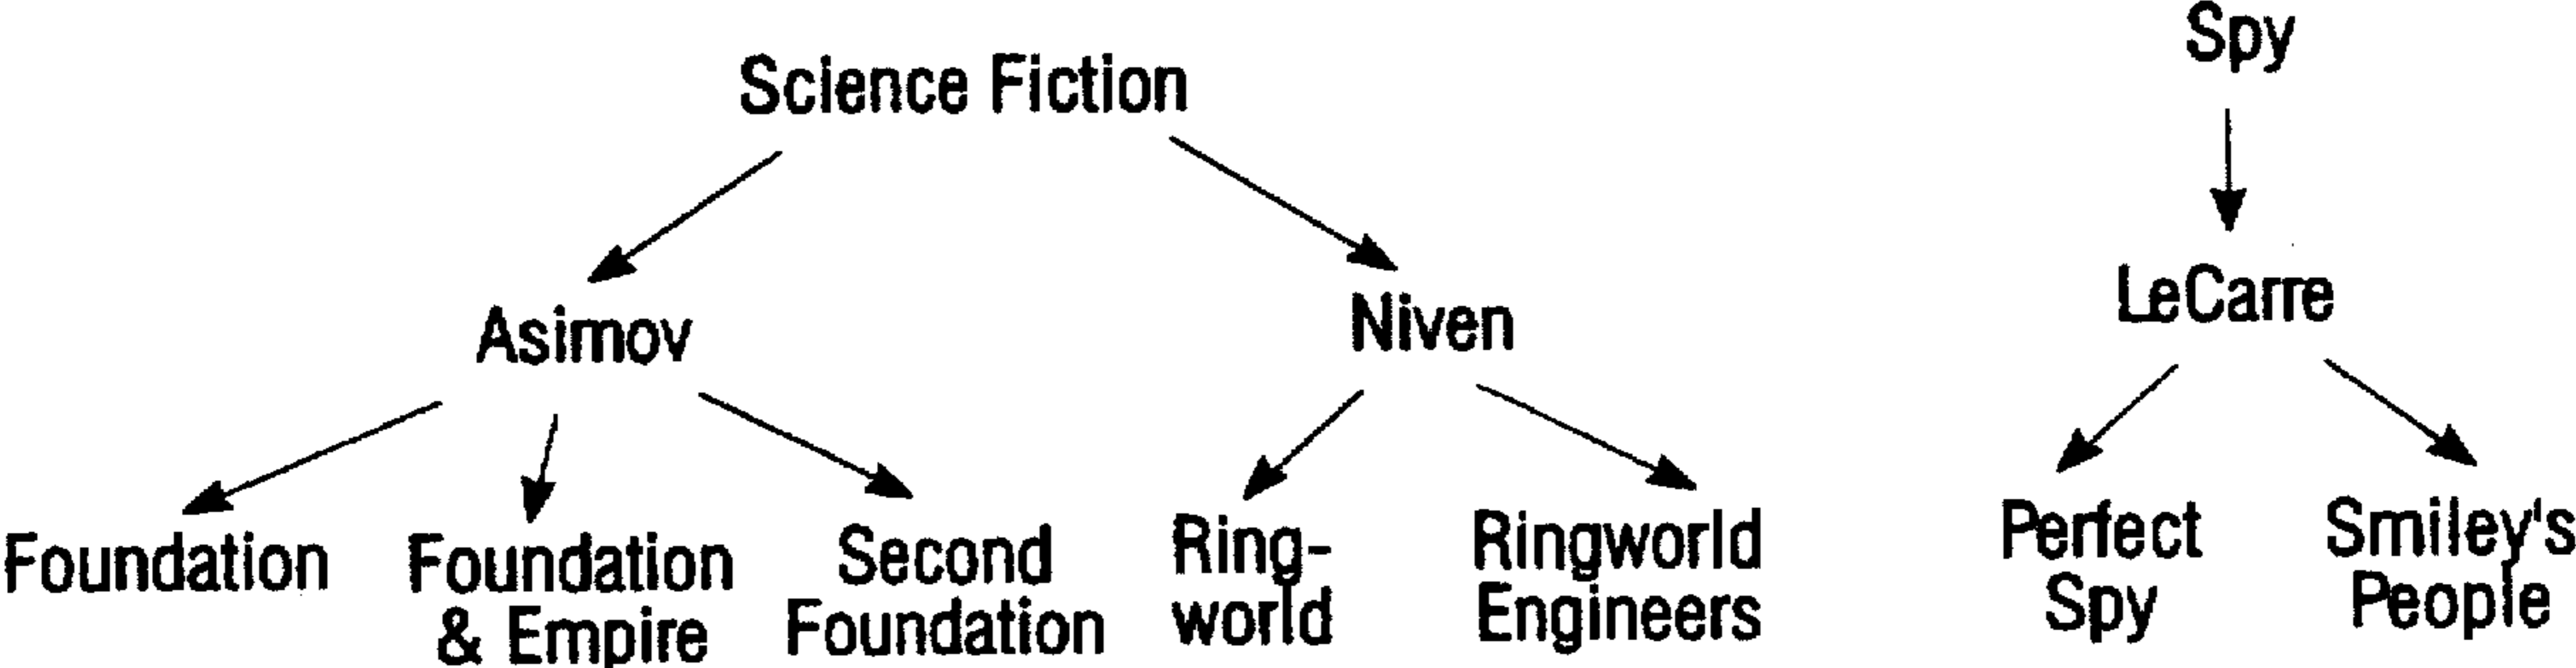 Spy
Science Fiction
LeCarre
Asimov
Niven
Foundation
Foundation
& Empire
Second
Foundation
Ring-
world
Ringworld
Engineers
Perfect
Spy
Smiley's
People